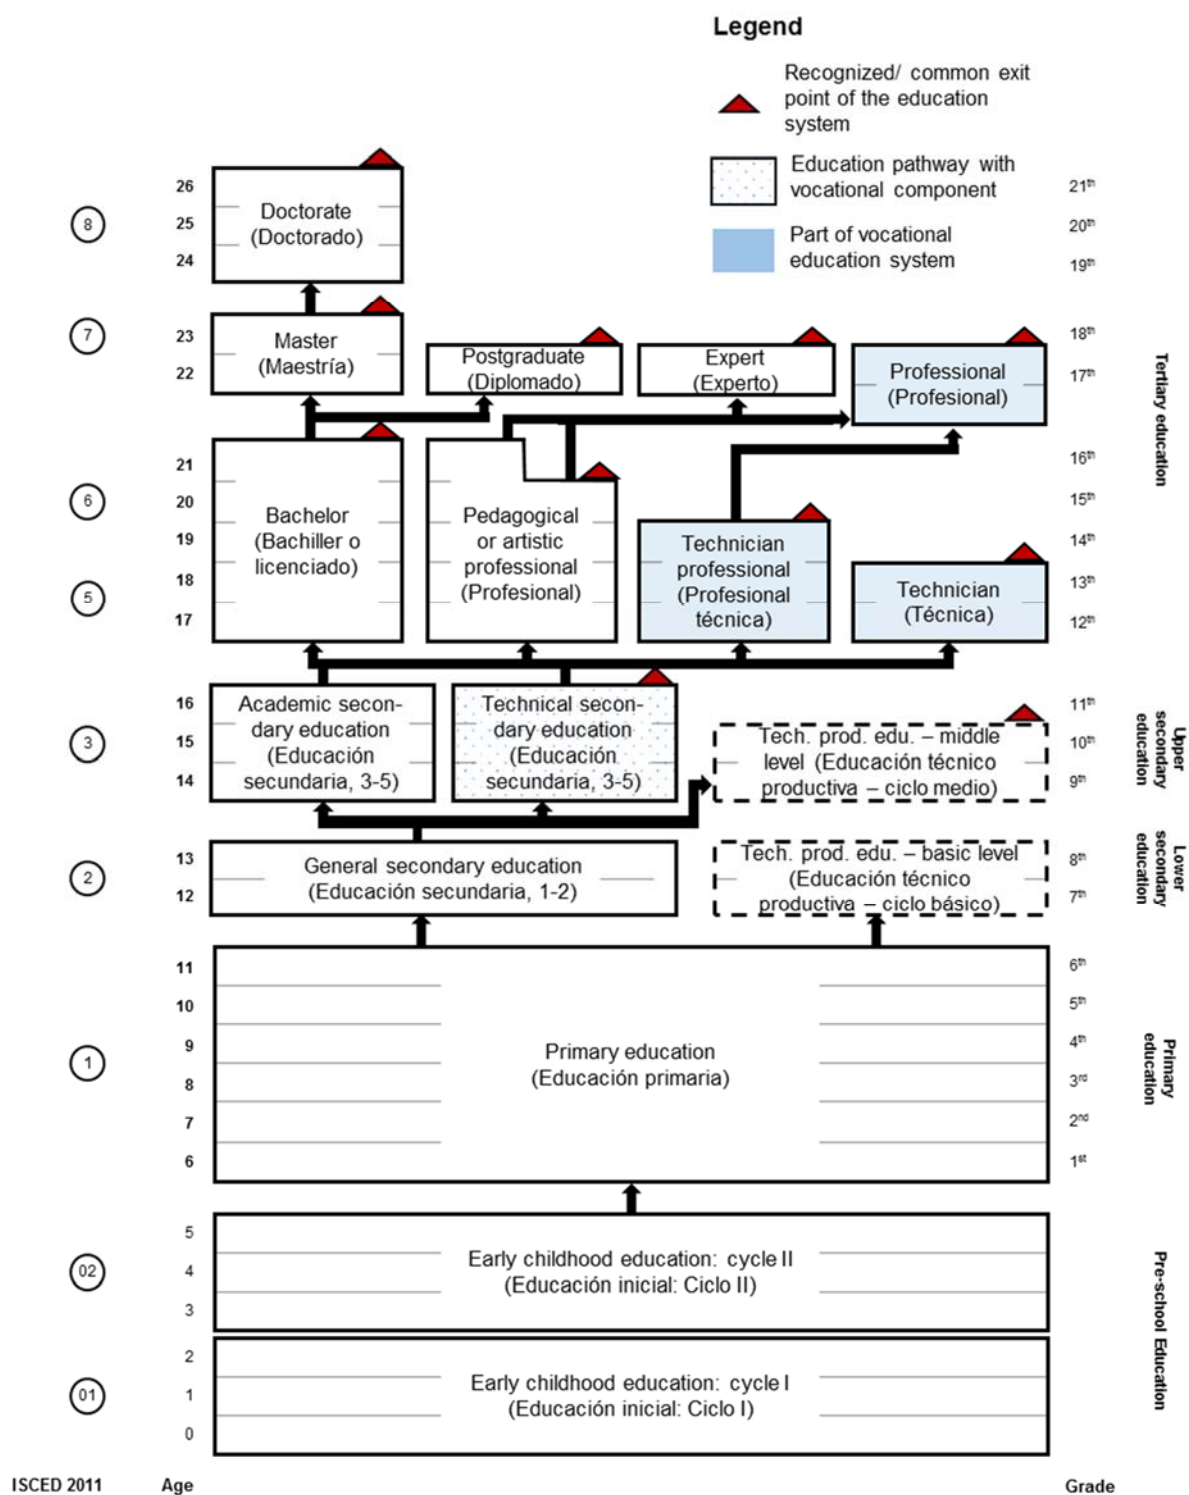 Legend
Recognized/ common exit
point of the education
system
Education pathway with
vocational component
Part of vocational
education system
26
25
24
8
Doctorate
(Doctorado)
21th
20th
19th
7
23
22
Master
(Maestría)
Postgraduate
(Diplomado)
Expert
(Experto)
Professional
(Profesional)
18th
17th
6
5
21
20
19
18
17
Bachelor
(Bachiller o
licenciado)
Pedagogical
or artistic
professional
(Profesional)
Technician
professional
(Profesional
técnica)
Technician
(Técnica)
16th
15th
14th
13th
12th
Tertiary education
3
16
15
14
Academic secon-
dary education
(Educación
secundaria, 3-5)
Technical secon-
dary education
(Educación
secundaria, 3-5)
Tech. prod. edu. – middle
level (Educación técnico
productiva – ciclo medio)
11th
10th
9th
Upper
secondary
education
2
13
12
General secondary education
(Educación secundaria, 1-2)
Tech. prod. edu. – basic level
(Educación técnico
productiva – ciclo básico)
8th
7th
Lower
secondary
education
1
11
10
9
8
7
6
Primary education
(Educación primaria)
6th
5th
4th
3rd
2nd
1st
Primary
education
02
5
4
3
Early childhood education: cycle II
(Educación inicial: Ciclo II)
01
2
1
0
Early childhood education: cycle I
(Educación inicial: Ciclo I)
Pre-school Education
ISCED 2011
Age
Grade